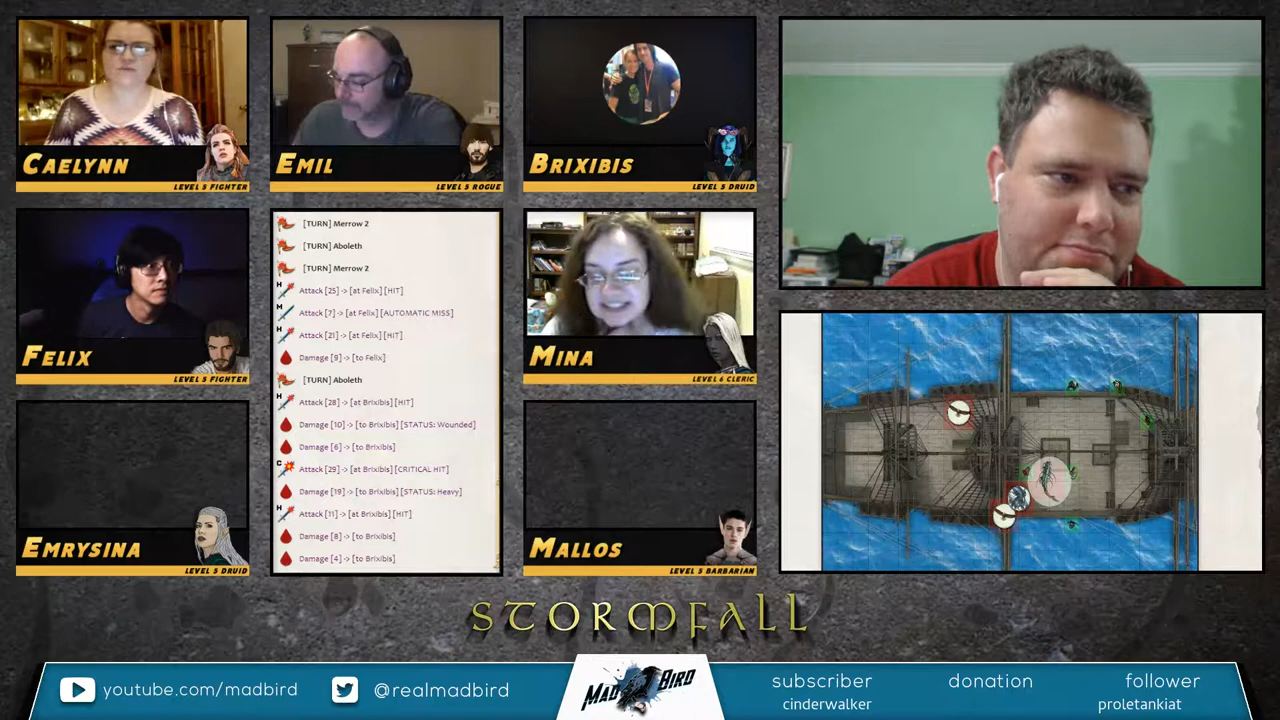 CAELYNN
LEVEL 5 FIGHTER
EMIL
LEVEL 5 ROGUE
BRIXIBIS
LEVEL 5 DRUID
FELIX
LEVEL 5 FIGHTER
[TURN] Merrow 2
[TURN] Aboleth
[TURN] Merrow 2
H Attack [25] -> [at Felix] [HIT]
M Attack [7] -> [at Felix] [AUTOMATIC MISS]
H Attack [21] -> [at Felix] [HIT]
Damage [9] -> [to Felix]
[TURN] Aboleth
H Attack [28] -> [at Brixibis] [HIT]
Damage [10] -> [to Brixibis] [STATUS: Wounded]
Damage [6] -> [to Brixibis]
C Attack [29] -> [at Brixibis] [CRITICAL HIT]
Damage [19] -> [to Brixibis] [STATUS: Heavy]
H Attack [11] -> [at Brixibis] [HIT]
Damage [8] -> [to Brixibis]
Damage [4] -> [to Brixibis]
MINA
LEVEL 6 CLERIC
EMRYSINA
LEVEL 5 DRUID
MALLOS
LEVEL 5 BARBARIAN
STORMFALL
youtube.com/madbird
@realmadbird
MAD BIRD
subscriber
cinderwalker
donation
follower
proletankiat